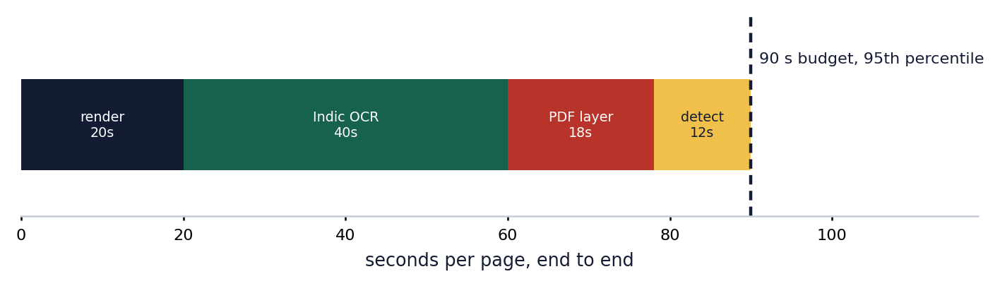 90 s budget, 95th percentile
render
20s
Indic OCR
40s
PDF layer
18s
detect
12s
0 20 40 60 80 100
seconds per page, end to end